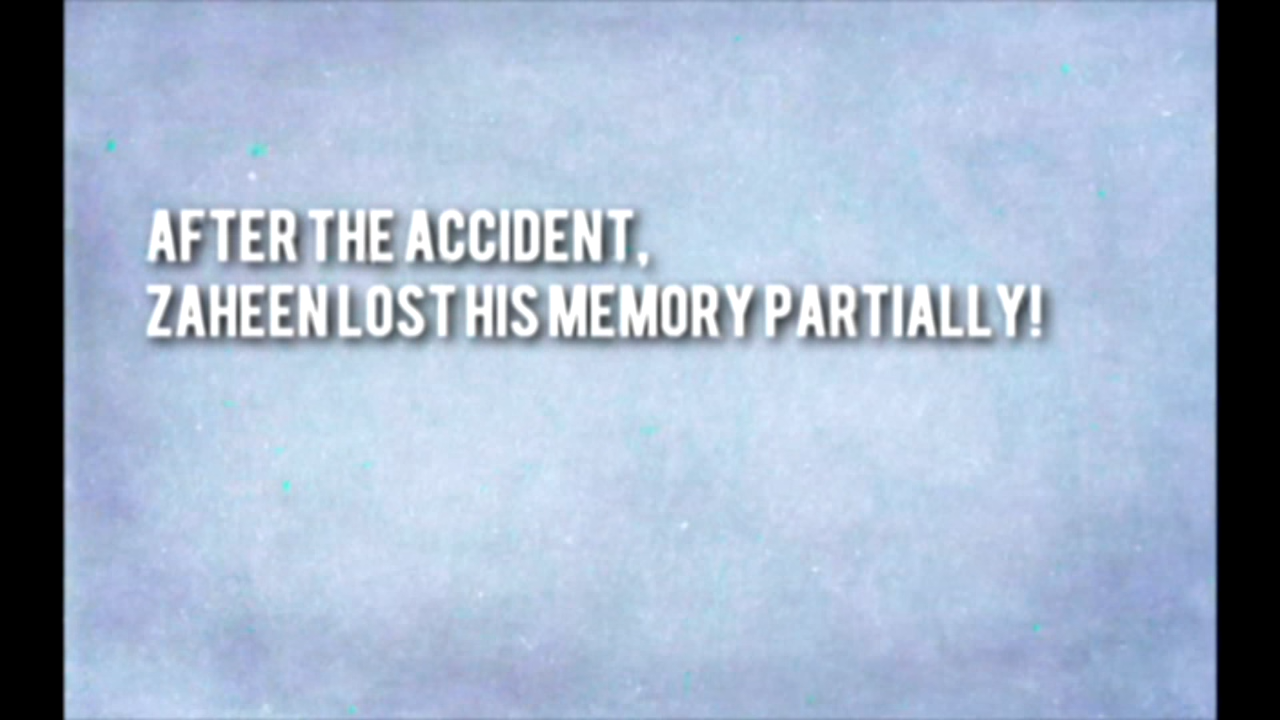 AFTER THE ACCIDENT,
ZAHEEN LOST HIS MEMORY PARTIALLY!